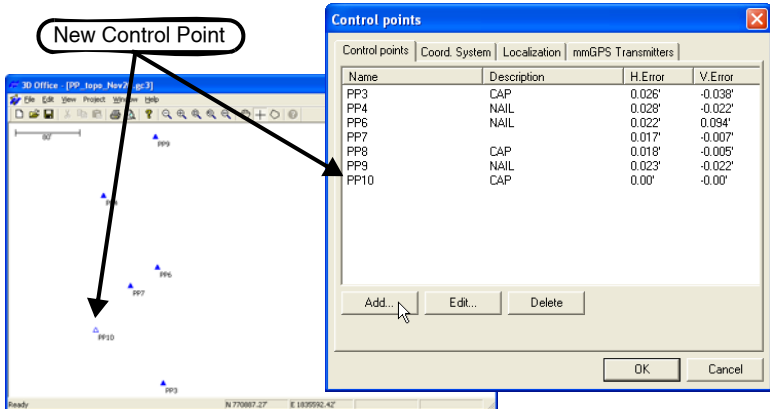 New Control Point
3D Office - [PP_topo_Nov2 .gc3]
File Edit View Project Window Help
80'
PP9
PP6
PP7
PP10
PP3
Ready N 770887.27' E 1835592.42'
Control points
Control points Coord. System Localization mmGPS Transmitters
Name Description H.Error V.Error
PP3 CAP 0.026' -0.038'
PP4 NAIL 0.028' -0.022'
PP6 NAIL 0.022' 0.094'
PP7 0.017' -0.007'
PP8 CAP 0.018' -0.005'
PP9 NAIL 0.023' -0.022'
PP10 CAP 0.00' -0.00'
Add... Edit... Delete
OK Cancel